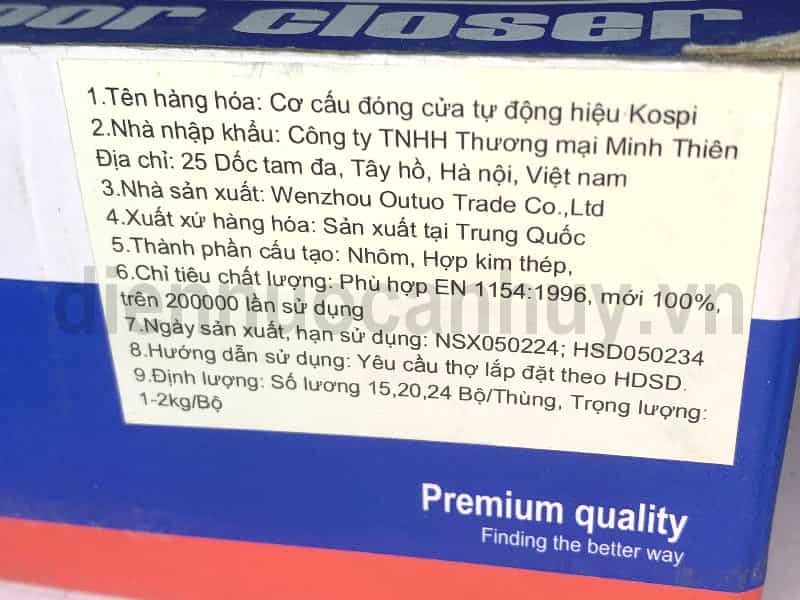 oor closer
1.Tên hàng hóa: Cơ cấu đóng cửa tự động hiệu Kospi
2.Nhà nhập khẩu: Công ty TNHH Thương mại Minh Thiên
Địa chỉ: 25 Dốc tam đa, Tây hồ, Hà nội, Việt nam
3.Nhà sản xuất: Wenzhou Outuo Trade Co.,Ltd
4.Xuất xứ hàng hóa: Sản xuất tại Trung Quốc
5.Thành phần cấu tạo: Nhôm, Hợp kim thép,
6.Chỉ tiêu chất lượng: Phù hợp EN 1154:1996, mới 100%,
trên 200000 lần sử dụng
7.Ngày sản xuất, hạn sử dụng: NSX050224; HSD050234
8.Hướng dẫn sử dụng: Yêu cầu thợ lắp đặt theo HDSD.
9.Định lượng: Số lương 15,20,24 Bộ/Thùng, Trọng lượng:
1-2kg/Bộ
diennuocanhuy.vn
Premium quality
Finding the better way